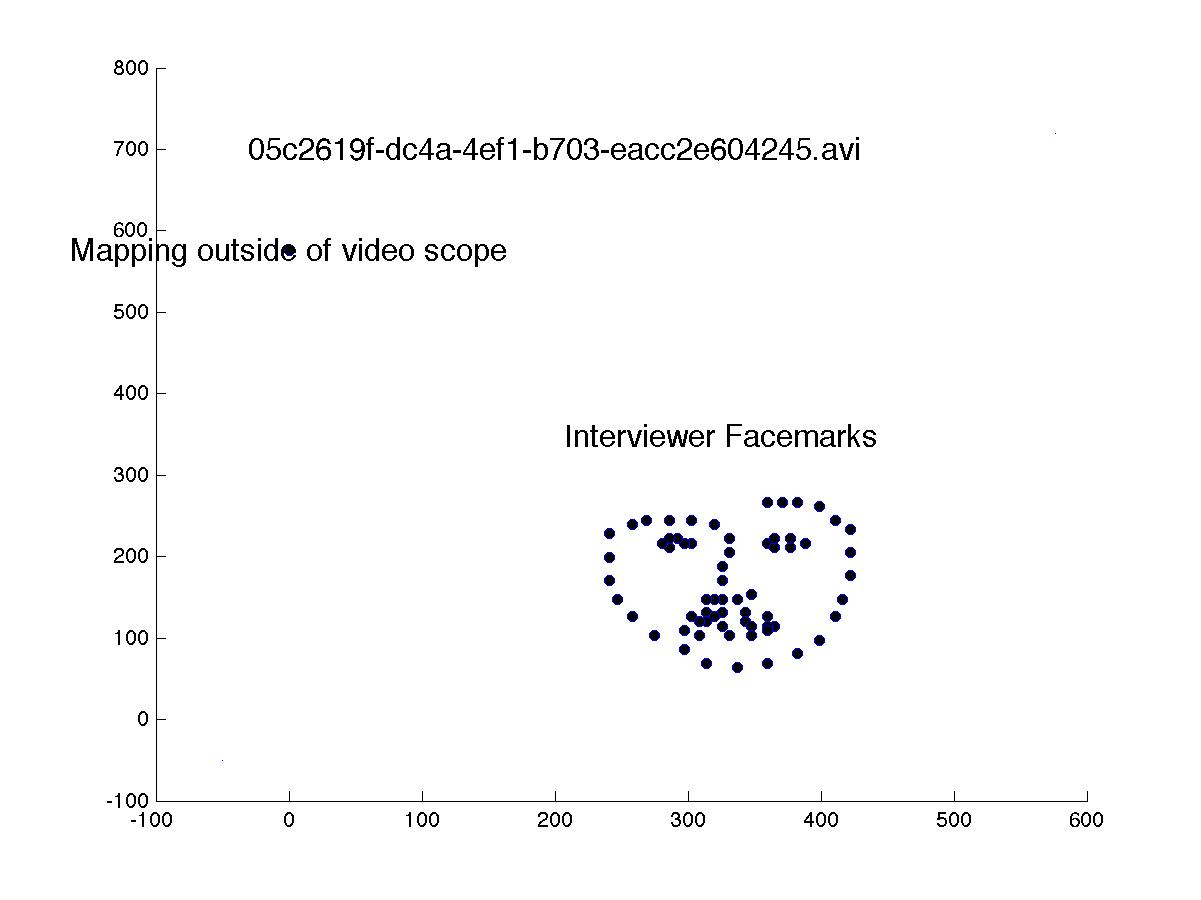 800
700
05c2619f-dc4a-4ef1-b703-eacc2e604245.avi
600
Mapping outside of video scope
500
400
Interviewer Facemarks
300
200
100
0
-100
-100 0 100 200 300 400 500 600